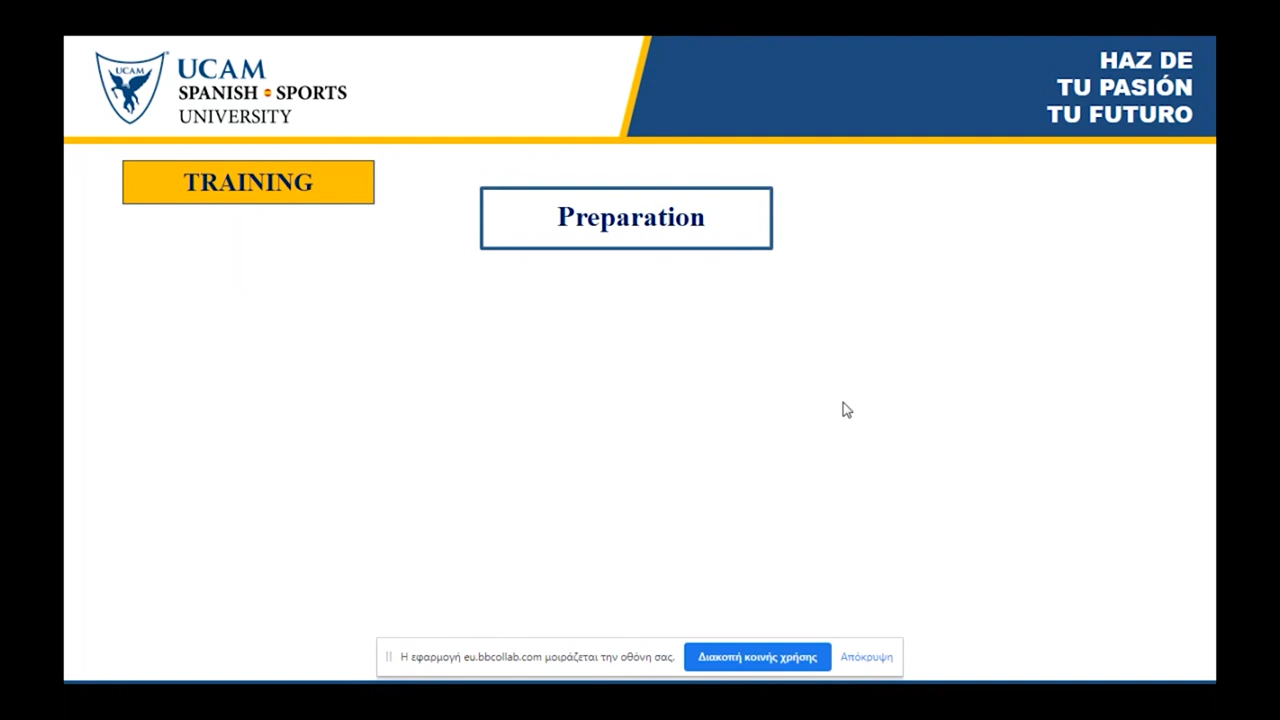 UCAM
UCAM
SPANISH • SPORTS
UNIVERSITY
HAZ DE
TU PASIÓN
TU FUTURO
TRAINING
Preparation
Η εφαρμογή eu.bbcollab.com μοιράζεται την οθόνη σας.
Διακοπή κοινής χρήσης
Απόκρυψη